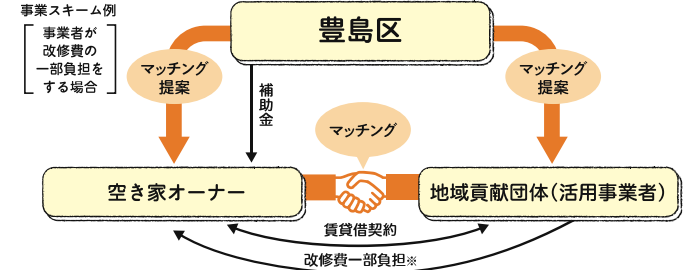 事業スキーム例
事業者が
改修費の
一部負担を
する場合
豊島区
マッチング
提案
補助金
マッチング
提案
マッチング
空き家オーナー
地域貢献団体（活用事業者）
賃貸借契約
改修費一部負担※